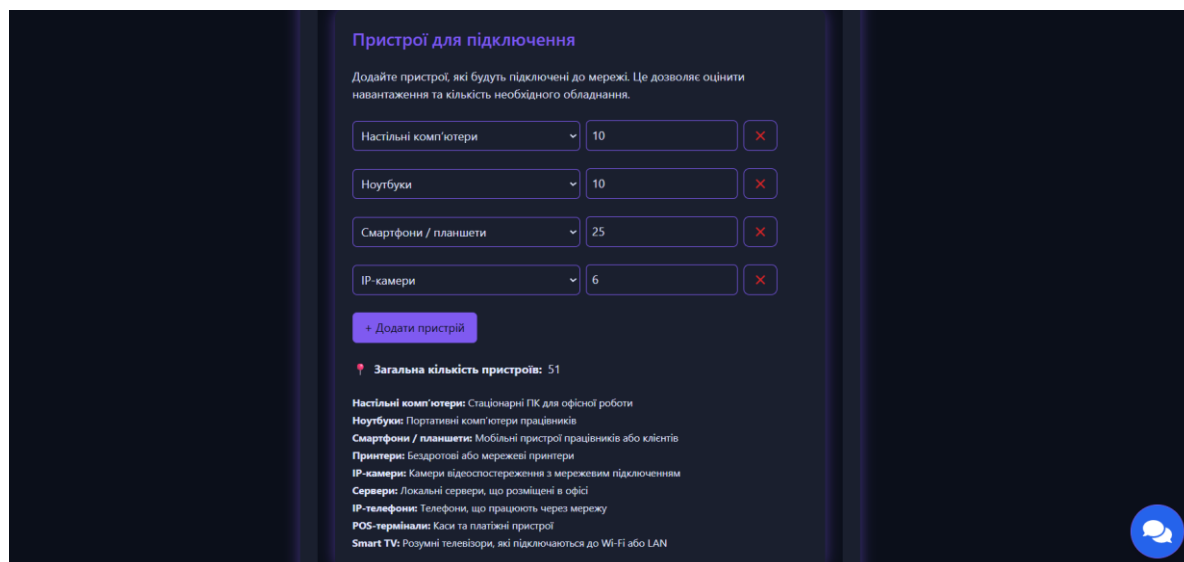 Пристрої для підключення
Додайте пристрої, які будуть підключені до мережі. Це дозволяє оцінити
навантаження та кількість необхідного обладнання.
Настільні комп'ютери 10
Ноутбуки 10
Смартфони / планшети 25
IP-камери 6
+ Додати пристрій
Загальна кількість пристроїв: 51
Настільні комп'ютери: Стаціонарні ПК для офісної роботи
Ноутбуки: Портативні комп'ютери працівників
Смартфони / планшети: Мобільні пристрої працівників або клієнтів
Принтери: Бездротові або мережеві принтери
IP-камери: Камери відеоспостереження з мережевим підключенням
Сервери: Локальні сервери, що розміщені в офісі
IP-телефони: Телефони, що працюють через мережу
POS-термінали: Каси та платіжні пристрої
Smart TV: Розумні телевізори, які підключаються до Wi-Fi або LAN